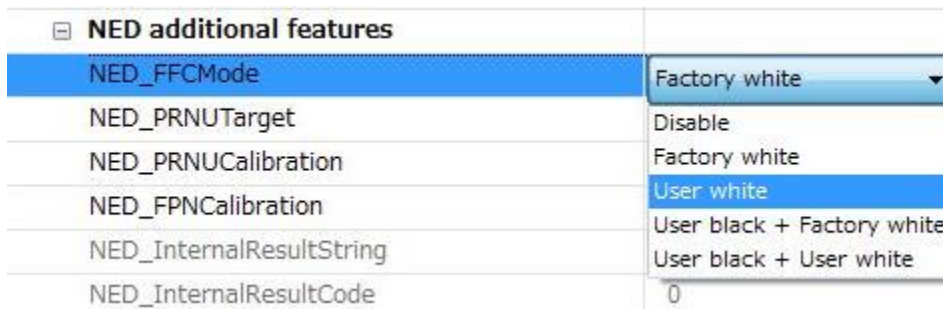 NED additional features
NED_FFCMode Factory white
NED_PRNUTarget Disable
NED_PRNUCalibration Factory white
User white
NED_FPNCalibration User black + Factory white
NED_InternalResultString User black + User white
NED_InternalResultCode 0